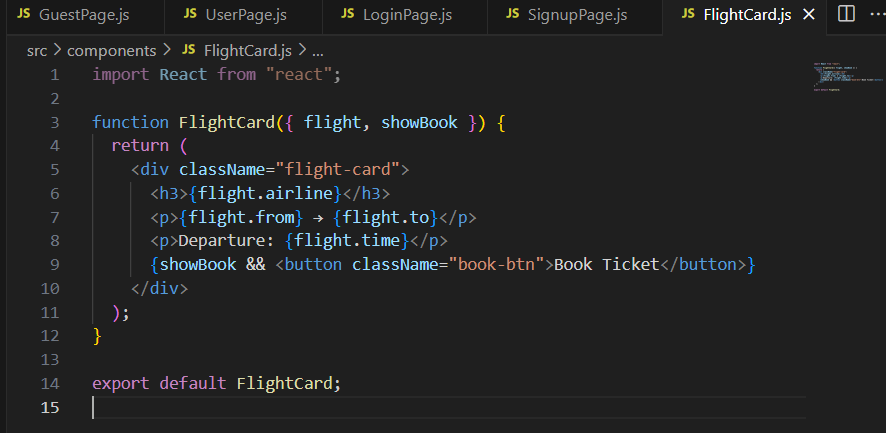 JS GuestPage.js JS UserPage.js JS LoginPage.js JS SignupPage.js JS FlightCard.js
src > components > JS FlightCard.js > ...
1 import React from "react";
2
3 function FlightCard({ flight, showBook }) {
4 return (
5 <div className="flight-card">
6 <h3>{flight.airline}</h3>
7 <p>{flight.from} → {flight.to}</p>
8 <p>Departure: {flight.time}</p>
9 {showBook && <button className="book-btn">Book Ticket</button>}
10 </div>
11 );
12 }
13
14 export default FlightCard;
15